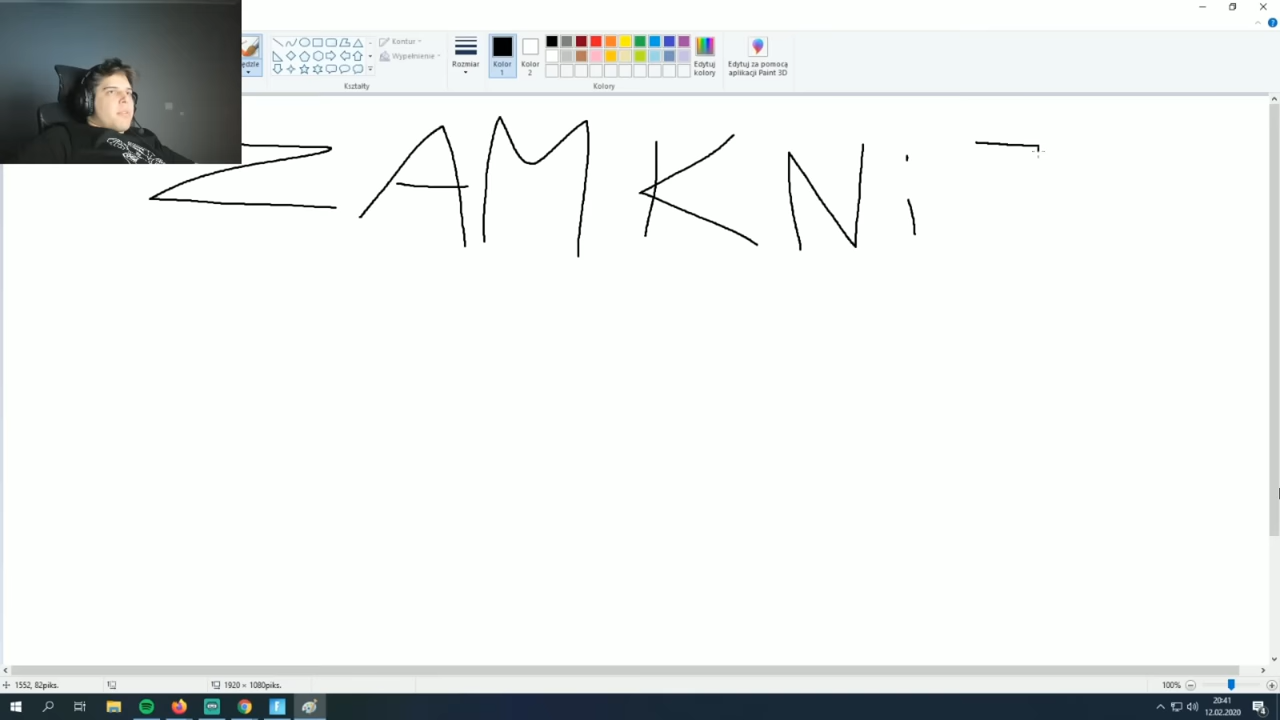 Kontur
Wypełnienie
Kształty
Rozmiar
Kolor 1
Kolor 2
Kolory
Edytuj kolory
Edytuj za pomocą aplikacji Paint 3D
ZAMKNi
1552, 82piks.
1920 × 1080piks.
100%
20:41
12.02.2020